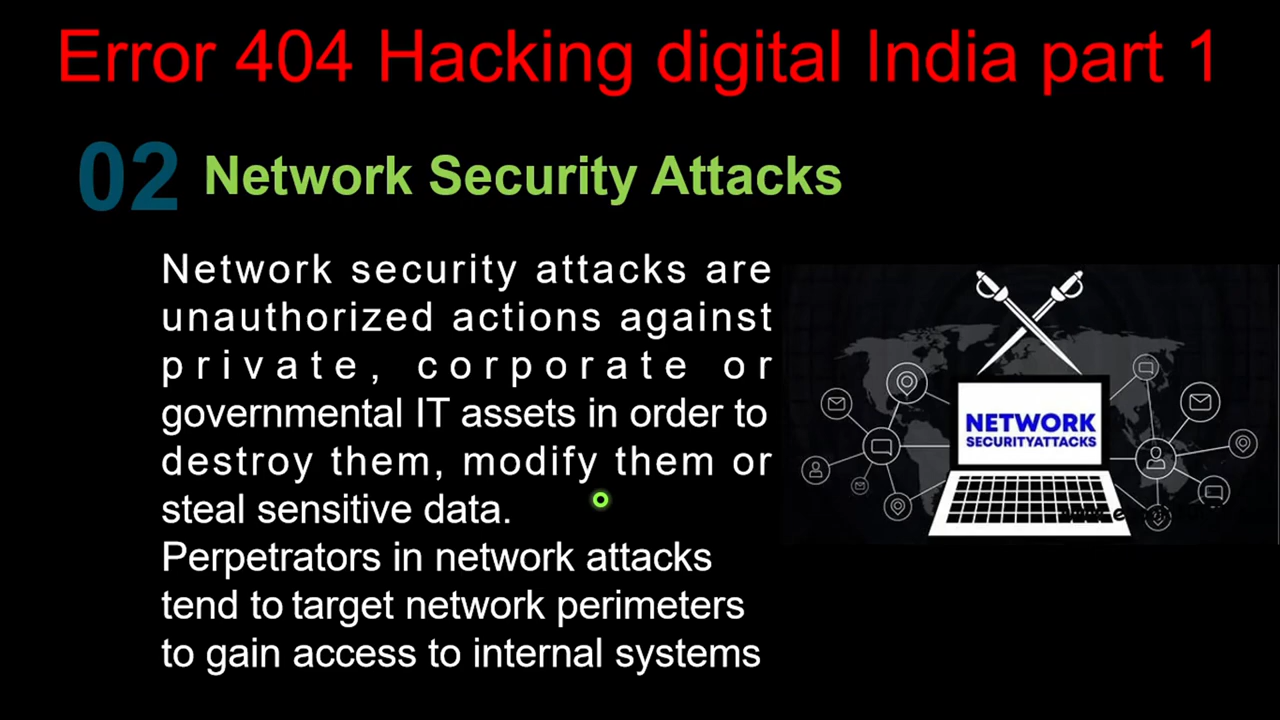 Error 404 Hacking digital India part 1
02 Network Security Attacks
Network security attacks are
unauthorized actions against
private, corporate or
governmental IT assets in order to
destroy them, modify them or
steal sensitive data.
Perpetrators in network attacks
tend to target network perimeters
to gain access to internal systems
NETWORK
SECURITYATTACKS